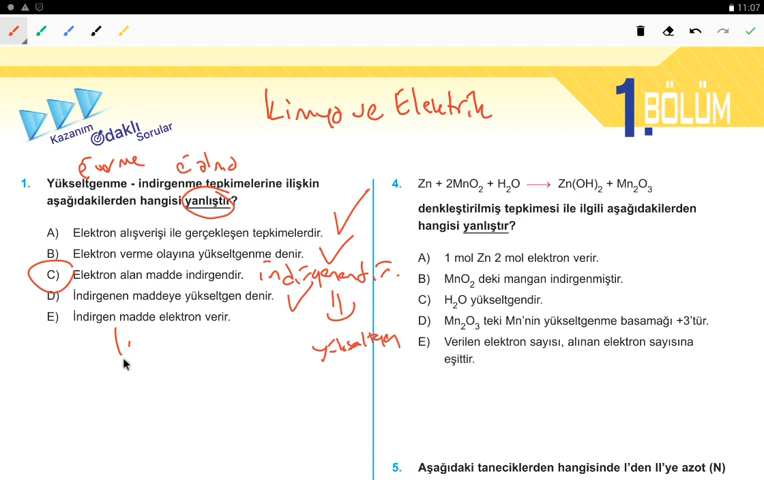 11:07
Kimya ve Elektrik
1. BÖLÜM
Kazanım Odaklı Sorular
ē verme ē alma
1. Yükseltgenme - indirgenme tepkimelerine ilişkin
aşağıdakilerden hangisi yanlıştır?
A) Elektron alışverişi ile gerçekleşen tepkimelerdir.
B) Elektron verme olayına yükseltgenme denir.
C) Elektron alan madde indirgendir. indirgenendir.
D) İndirgenen maddeye yükseltgen denir.
E) İndirgen madde elektron verir.
yükseltgen
4. Zn + 2MnO₂ + H₂O ⟶ Zn(OH)₂ + Mn₂O₃
denkleştirilmiş tepkimesi ile ilgili aşağıdakilerden
hangisi yanlıştır?
A) 1 mol Zn 2 mol elektron verir.
B) MnO₂ deki mangan indirgenmiştir.
C) H₂O yükseltgendir.
D) Mn₂O₃ teki Mn'nin yükseltgenme basamağı +3'tür.
E) Verilen elektron sayısı, alınan elektron sayısına
eşittir.
5. Aşağıdaki taneciklerden hangisinde I'den II'ye azot (N)